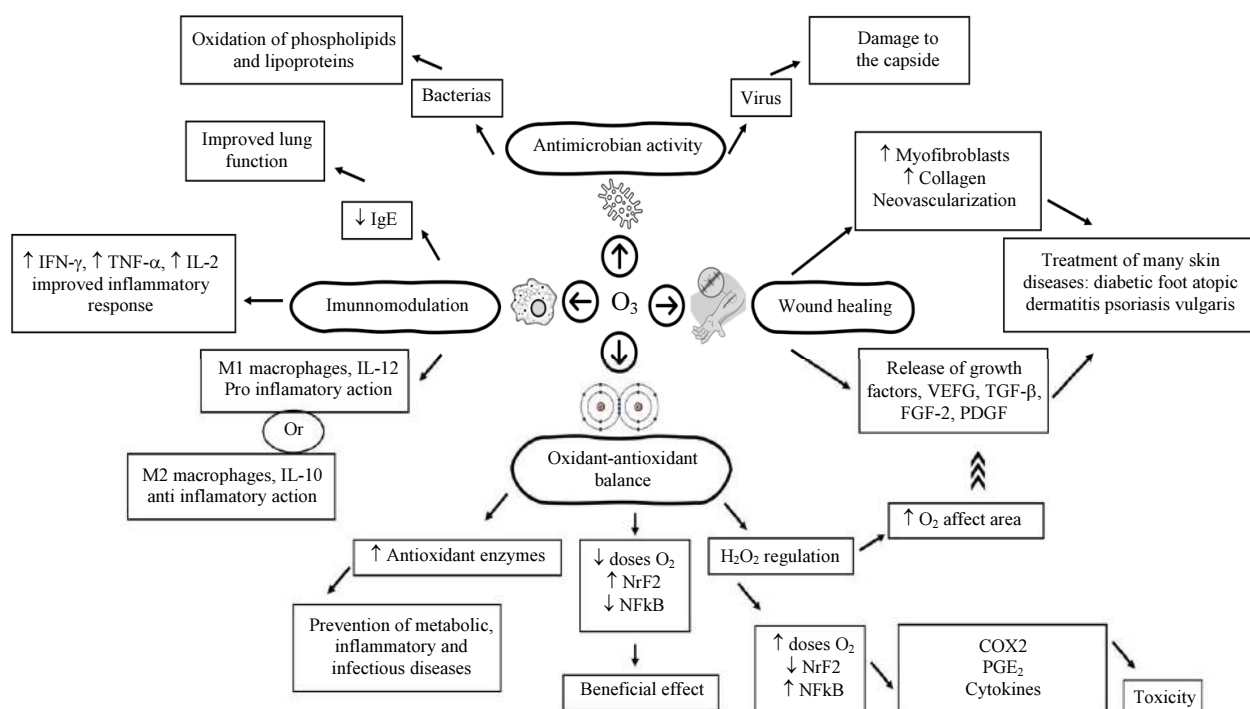 Oxidation of phospholipids
and lipoproteins
Bacterias
Damage to
the capside
Virus
Antimicrobian activity
Improved lung
function
↓ IgE
↑ IFN-γ, ↑ TNF-α, ↑ IL-2
improved inflammatory
response
Imunnomodulation
M1 macrophages, IL-12
Pro inflamatory action
Or
M2 macrophages, IL-10
anti inflamatory action
O₃
Wound healing
↑ Myofibroblasts
↑ Collagen
Neovascularization
Treatment of many skin
diseases: diabetic foot atopic
dermatitis psoriasis vulgaris
Release of growth
factors, VEFG, TGF-β,
FGF-2, PDGF
↑ O₂ affect area
Oxidant-antioxidant
balance
↑ Antioxidant enzymes
Prevention of metabolic,
inflammatory and
infectious diseases
↓ doses O₂
↑ NrF2
↓ NFkB
Beneficial effect
H₂O₂ regulation
↑ doses O₂
↓ NrF2
↑ NFkB
COX2
PGE₂
Cytokines
Toxicity